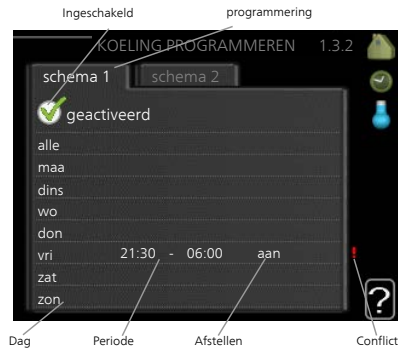 Ingeschakeld programmering
KOELING PROGRAMMEREN 1.3.2
schema 1 schema 2
geactiveerd
alle
maa
dins
wo
don
vri 21:30 - 06:00 aan !
zat
zon
?
Dag Periode Afstellen Conflict